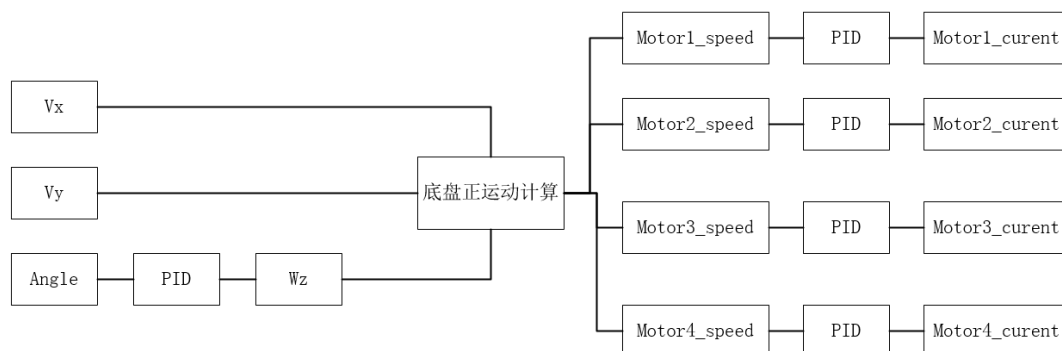 Motor1_speed
PID
Motor1_curent
Vx
Motor2_speed
PID
Motor2_curent
Vy
底盘正运动计算
Motor3_speed
PID
Motor3_curent
Angle
PID
Wz
Motor4_speed
PID
Motor4_curent